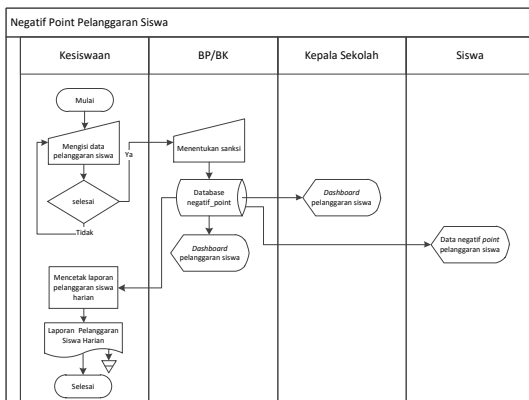 Negatif Point Pelanggaran Siswa
Kesiswaan
BP/BK
Kepala Sekolah
Siswa
Mulai
Mengisi data
pelanggaran siswa
Ya
Menentukan sanksi
selesai
Tidak
Database
negatif_point
Dashboard
pelanggaran siswa
Dashboard
pelanggaran siswa
Data negatif point
pelanggaran siswa
Mencetak laporan
pelanggaran siswa
harian
Laporan Pelanggaran
Siswa Harian
Selesai